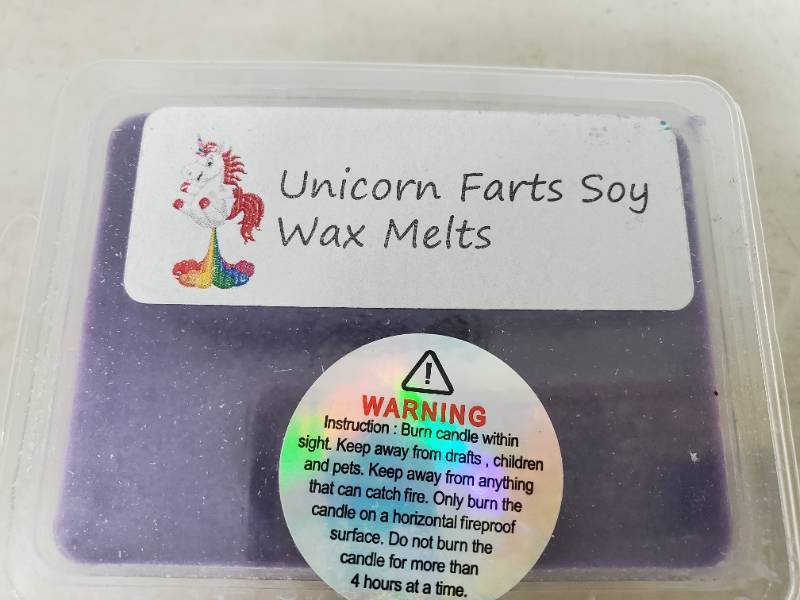 Unicorn Farts Soy
Wax Melts
!
WARNING
Instruction : Burn candle within
sight. Keep away from drafts , children
and pets. Keep away from anything
that can catch fire. Only burn the
candle on a horizontal fireproof
surface. Do not burn the
candle for more than
4 hours at a time.